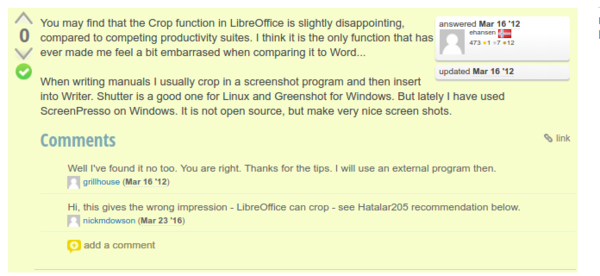 You may find that the Crop function in LibreOffice is slightly disappointing,
compared to competing productivity suites. I think it is the only function that has
ever made me feel a bit embarrased when comparing it to Word...
0
answered Mar 16 '12
ehansen
473 1 7 12
updated Mar 16 '12
When writing manuals I usually crop in a screenshot program and then insert
into Writer. Shutter is a good one for Linux and Greenshot for Windows. But lately I have used
ScreenPresso on Windows. It is not open source, but make very nice screen shots.
Comments
link
Well I've found it no too. You are right. Thanks for the tips. I will use an external program then.
grillhouse (Mar 16 '12)
Hi, this gives the wrong impression - LibreOffice can crop - see Hatalar205 recommendation below.
nickmdowson (Mar 23 '16)
add a comment